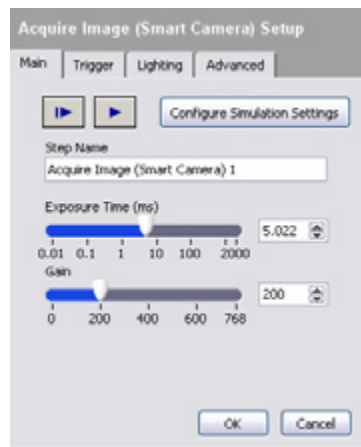 Acquire Image (Smart Camera) Setup
Main Trigger Lighting Advanced
Configure Simulation Settings
Step Name
Acquire Image (Smart Camera) 1
Exposure Time (ms)
5.022
0.01 0.1 1 10 100 2000
Gain
200
0 200 400 600 768
OK Cancel